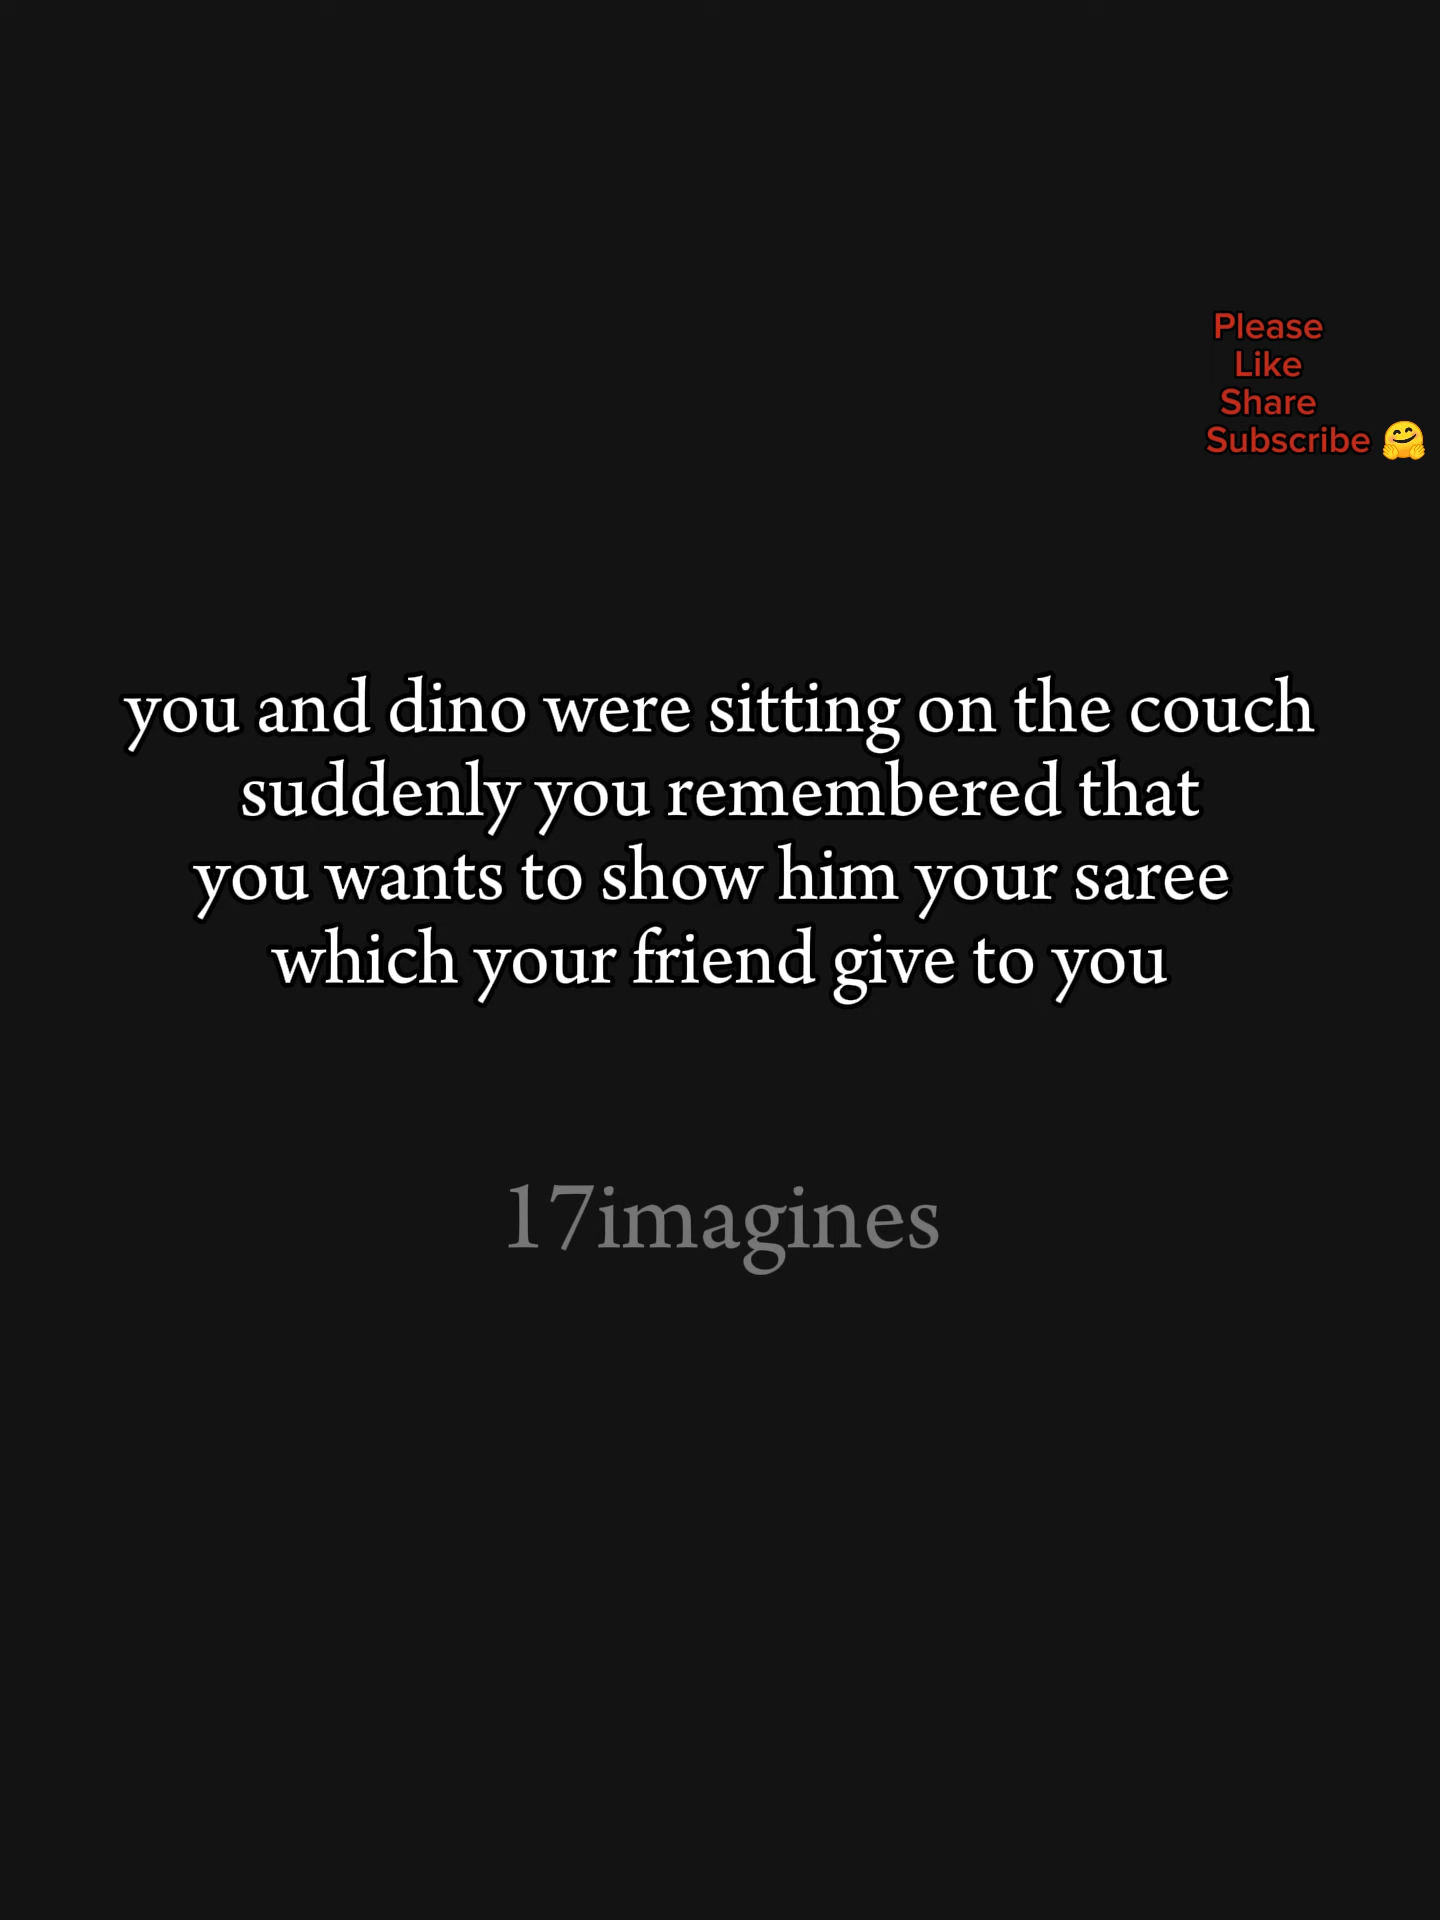 Please
Like
Share
Subscribe 🤗
you and dino were sitting on the couch
suddenly you remembered that
you wants to show him your saree
which your friend give to you
17imagines